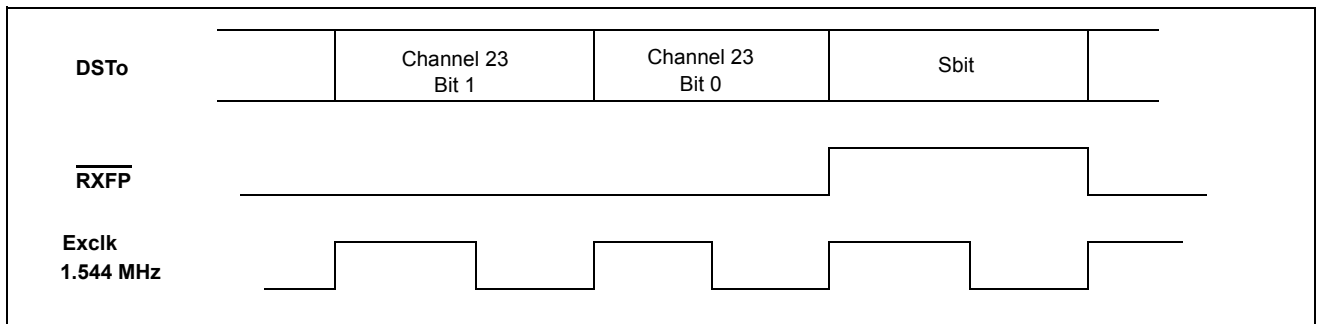 DSTo
Channel 23
Bit 1
Channel 23
Bit 0
Sbit
RXFP
Exclk
1.544 MHz